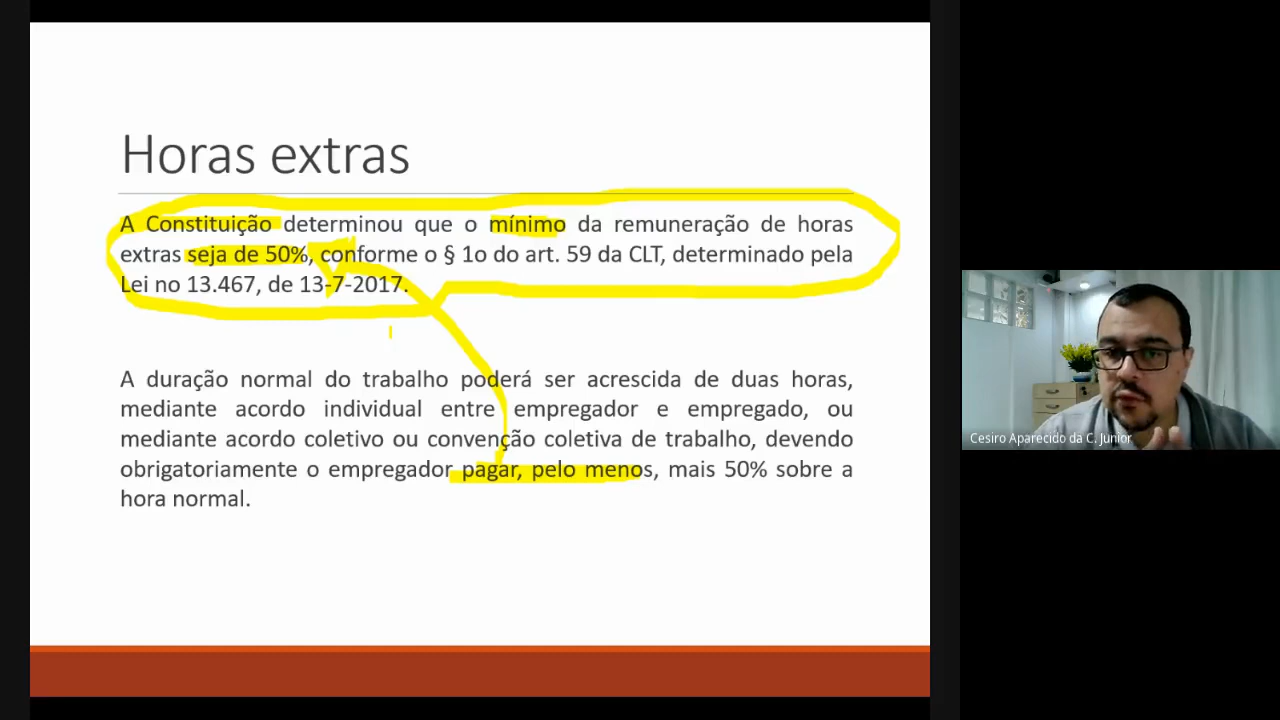 Horas extras
A Constituição determinou que o mínimo da remuneração de horas
extras seja de 50%, conforme o § 1o do art. 59 da CLT, determinado pela
Lei no 13.467, de 13-7-2017.
A duração normal do trabalho poderá ser acrescida de duas horas,
mediante acordo individual entre empregador e empregado, ou
mediante acordo coletivo ou convenção coletiva de trabalho, devendo
obrigatoriamente o empregador pagar, pelo menos, mais 50% sobre a
hora normal.
Cesiro Aparecido da C. Junior